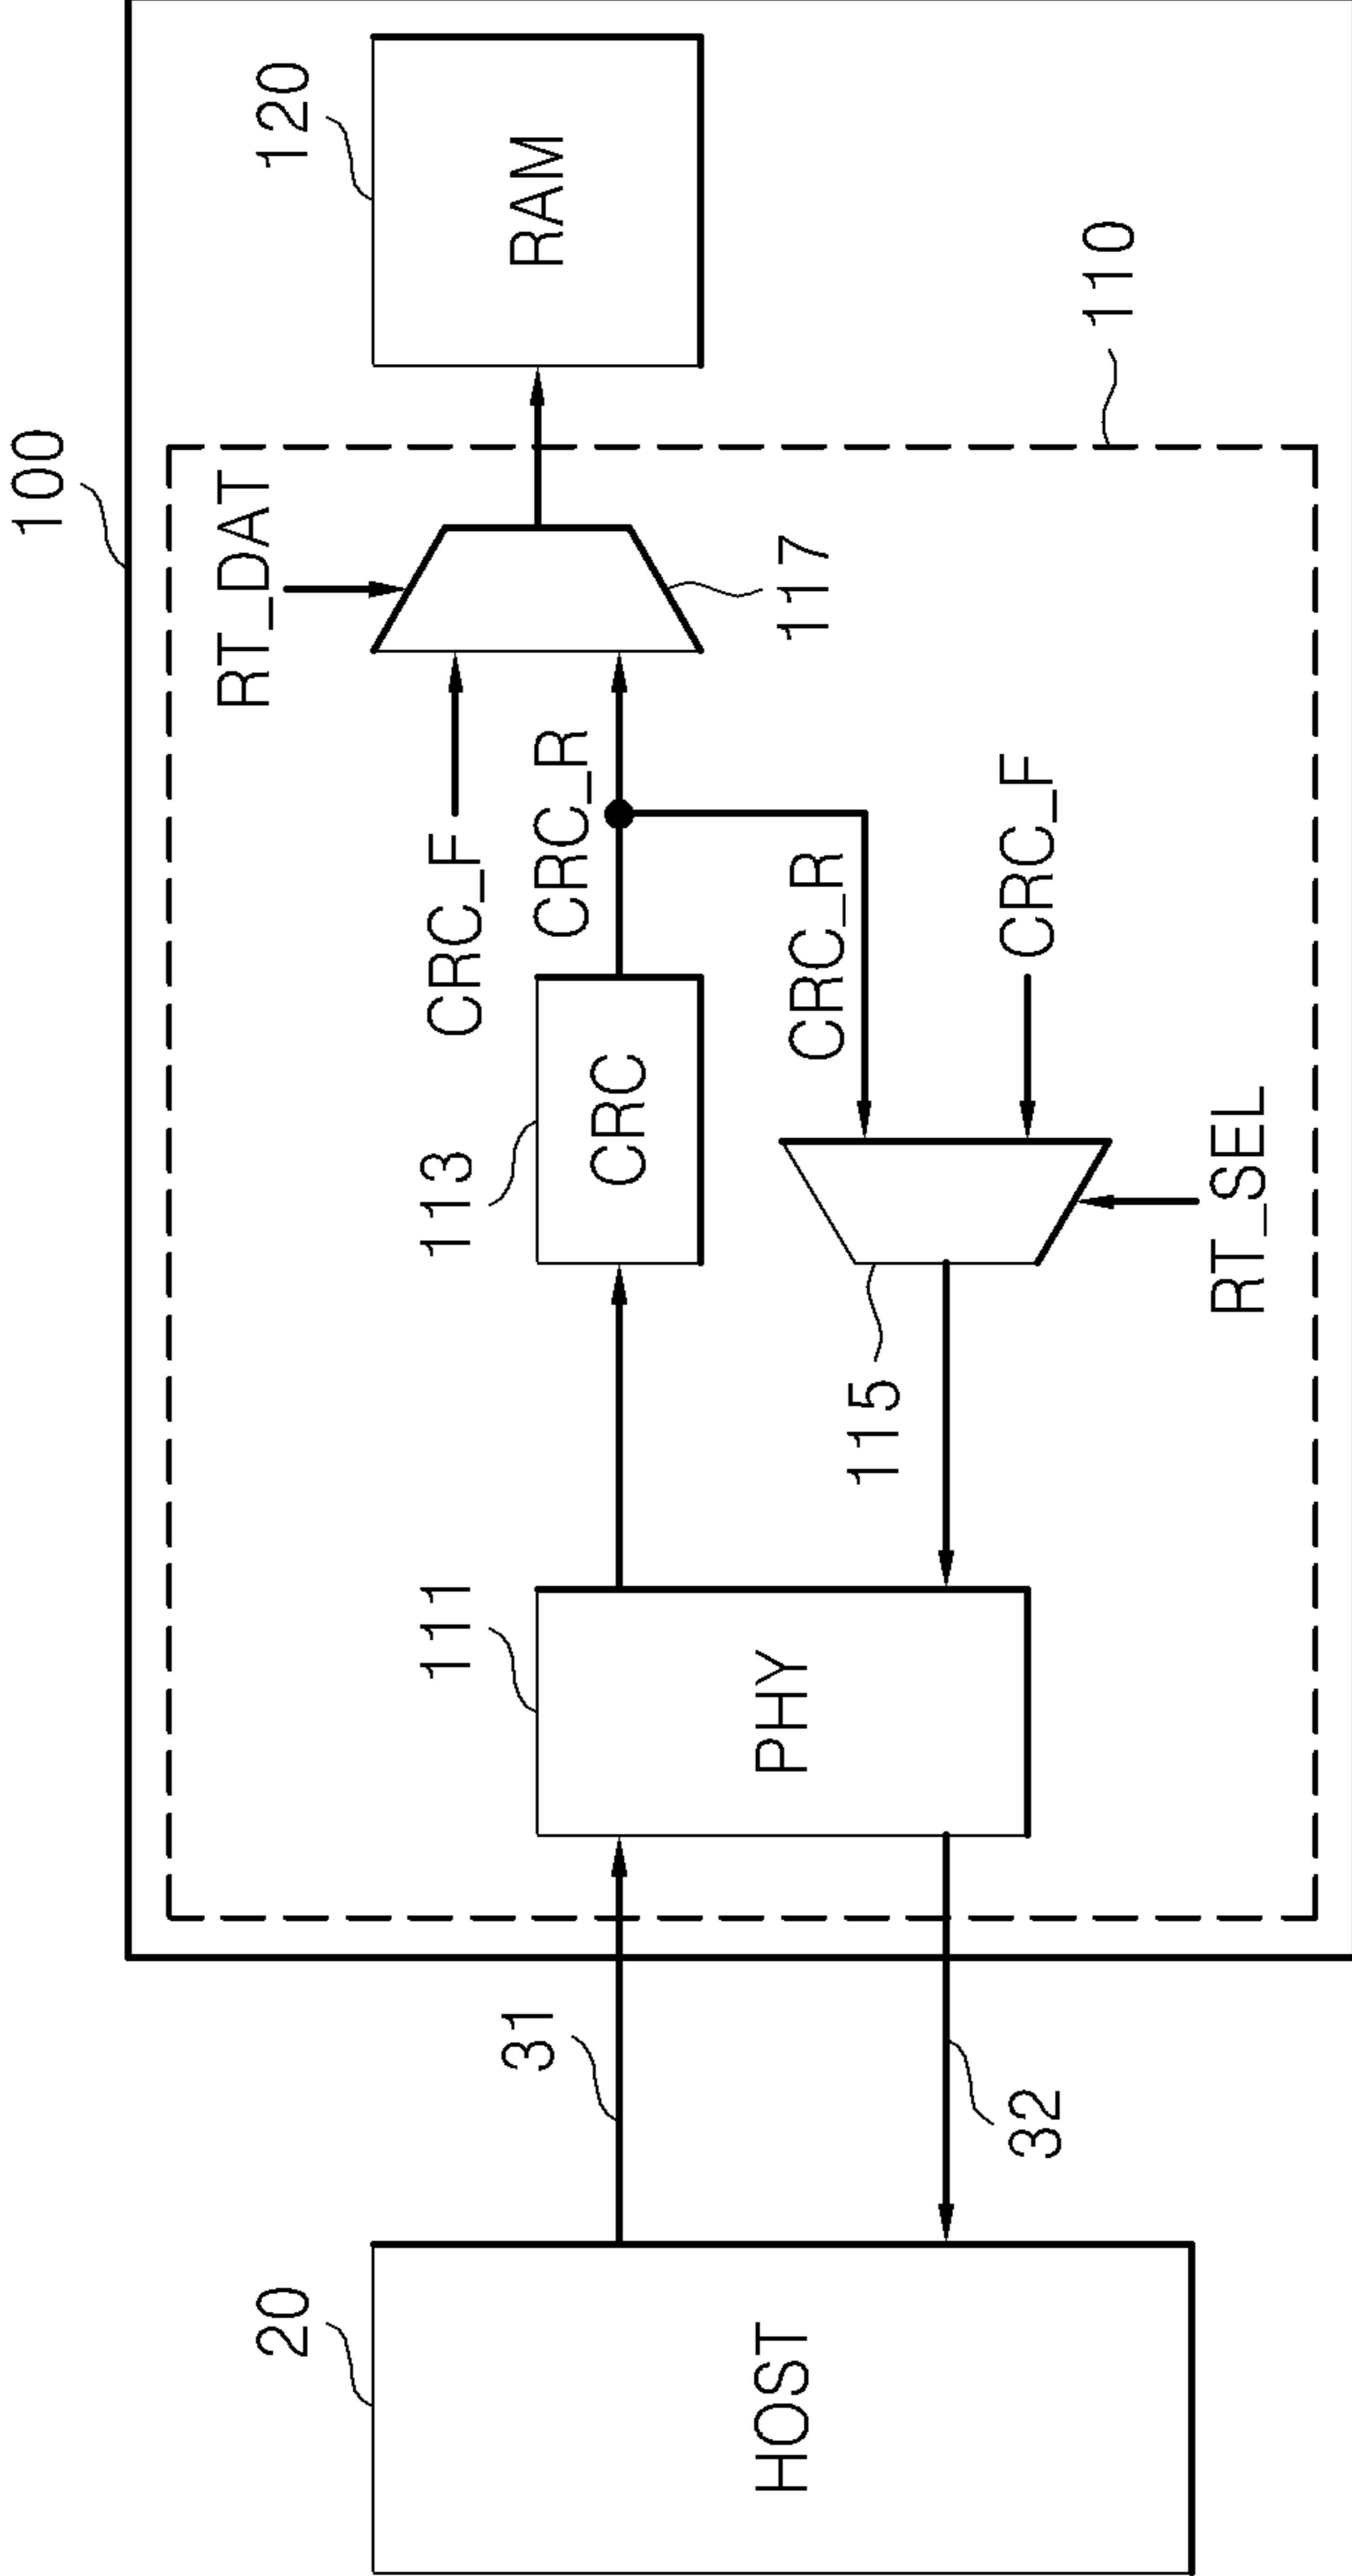 100
20
HOST
31
32
111
PHY
113
CRC
CRC_R
CRC_F
RT_DAT
117
CRC_R
CRC_F
115
RT_SEL
120
RAM
110